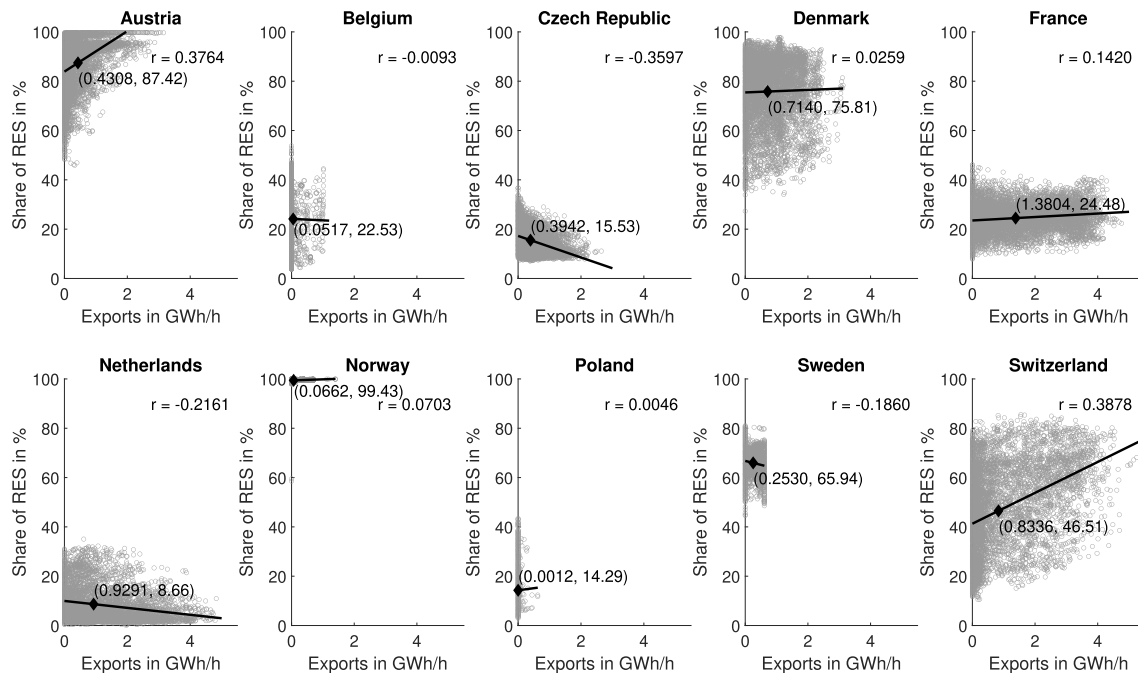 Austria
Belgium
Czech Republic
Denmark
France
100
80
60
40
20
0
Share of RES in %
r = 0.3764
(0.4308, 87.42)
0 2 4
Exports in GWh/h
100
80
60
40
20
0
Share of RES in %
r = -0.0093
(0.0517, 22.53)
0 2 4
Exports in GWh/h
100
80
60
40
20
0
Share of RES in %
r = -0.3597
(0.3942, 15.53)
0 2 4
Exports in GWh/h
100
80
60
40
20
0
Share of RES in %
r = 0.0259
(0.7140, 75.81)
0 2 4
Exports in GWh/h
100
80
60
40
20
0
Share of RES in %
r = 0.1420
(1.3804, 24.48)
0 2 4
Exports in GWh/h
Netherlands
Norway
Poland
Sweden
Switzerland
100
80
60
40
20
0
Share of RES in %
r = -0.2161
(0.9291, 8.66)
0 2 4
Exports in GWh/h
100
80
60
40
20
0
Share of RES in %
(0.0662, 99.43)
r = 0.0703
0 2 4
Exports in GWh/h
100
80
60
40
20
0
Share of RES in %
r = 0.0046
(0.0012, 14.29)
0 2 4
Exports in GWh/h
100
80
60
40
20
0
Share of RES in %
r = -0.1860
(0.2530, 65.94)
0 2 4
Exports in GWh/h
100
80
60
40
20
0
Share of RES in %
r = 0.3878
(0.8336, 46.51)
0 2 4
Exports in GWh/h